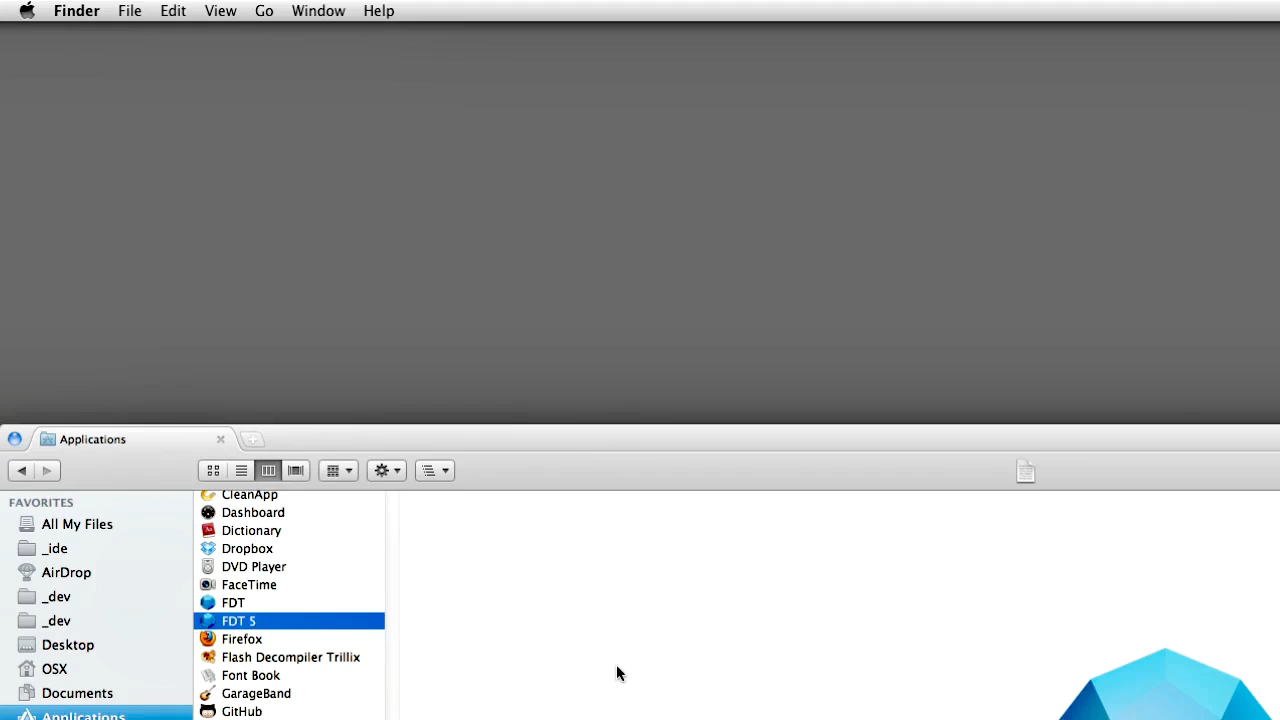 Finder File Edit View Go Window Help
Applications
FAVORITES
All My Files
_ide
AirDrop
_dev
_dev
Desktop
OSX
Documents
Applications
CleanApp
Dashboard
Dictionary
Dropbox
DVD Player
FaceTime
FDT
FDT 5
Firefox
Flash Decompiler Trillix
Font Book
GarageBand
GitHub